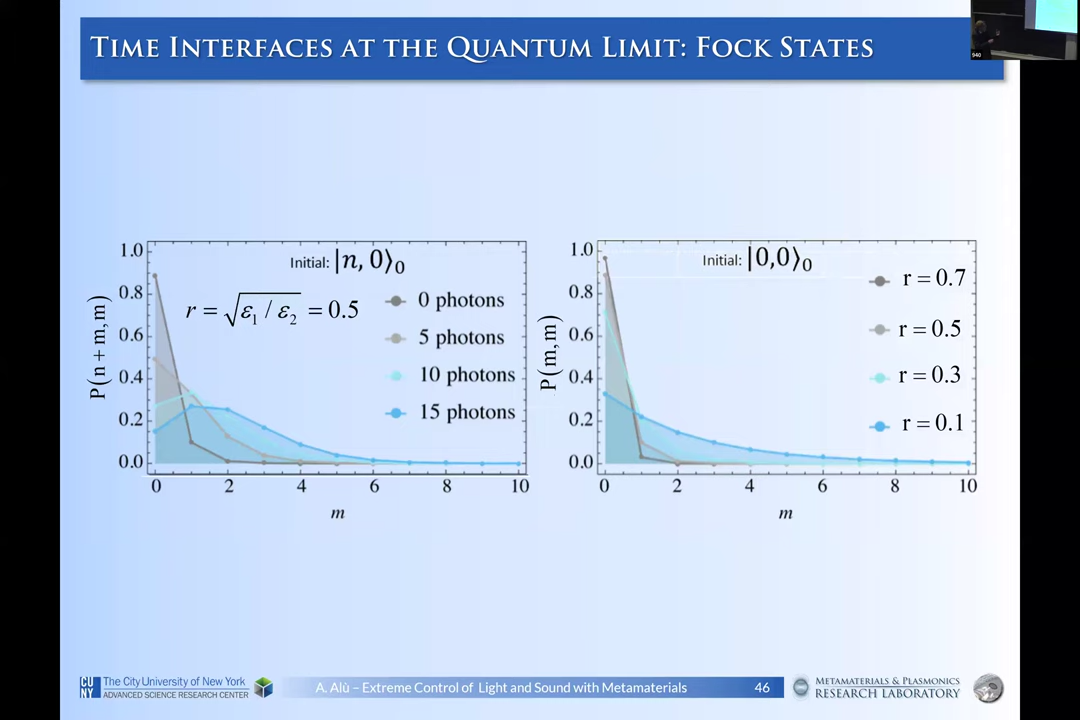 TIME INTERFACES AT THE QUANTUM LIMIT: FOCK STATES
940
Initial: |n, 0⟩₀
r = √ε₁ / ε₂ = 0.5
0 photons
5 photons
10 photons
15 photons
P(n + m, m)
1.0
0.8
0.6
0.4
0.2
0.0
0 2 4 6 8 10
m
Initial: |0,0⟩₀
r = 0.7
r = 0.5
r = 0.3
r = 0.1
P(m, m)
1.0
0.8
0.6
0.4
0.2
0.0
0 2 4 6 8 10
m
CU
NY
The City University of New York
ADVANCED SCIENCE RESEARCH CENTER
A. Alù – Extreme Control of Light and Sound with Metamaterials
46
METAMATERIALS & PLASMONICS
RESEARCH LABORATORY